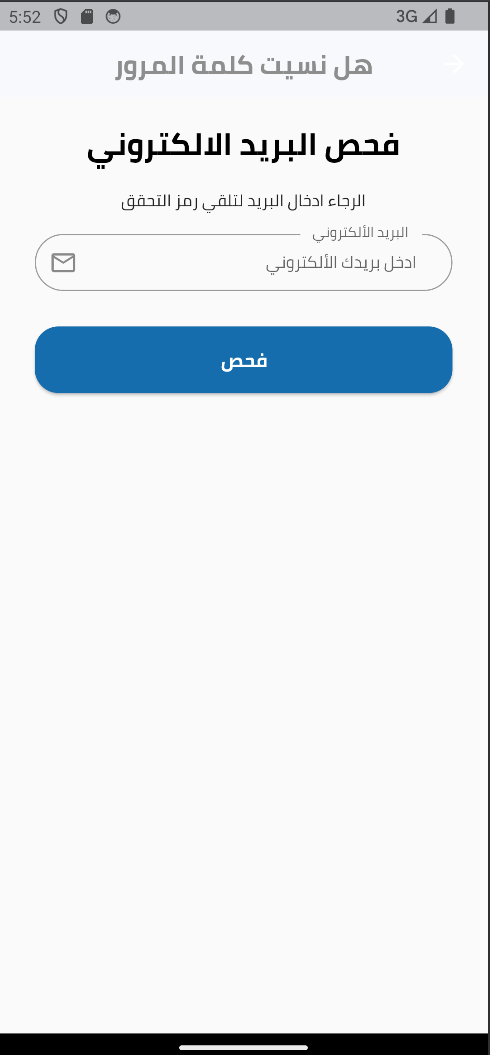 5:52 3G
هل نسيت كلمة المرور
فحص البريد الالكتروني
الرجاء ادخال البريد لتلقي رمز التحقق
البريد الألكتروني
ادخل بريدك الألكتروني
فحص